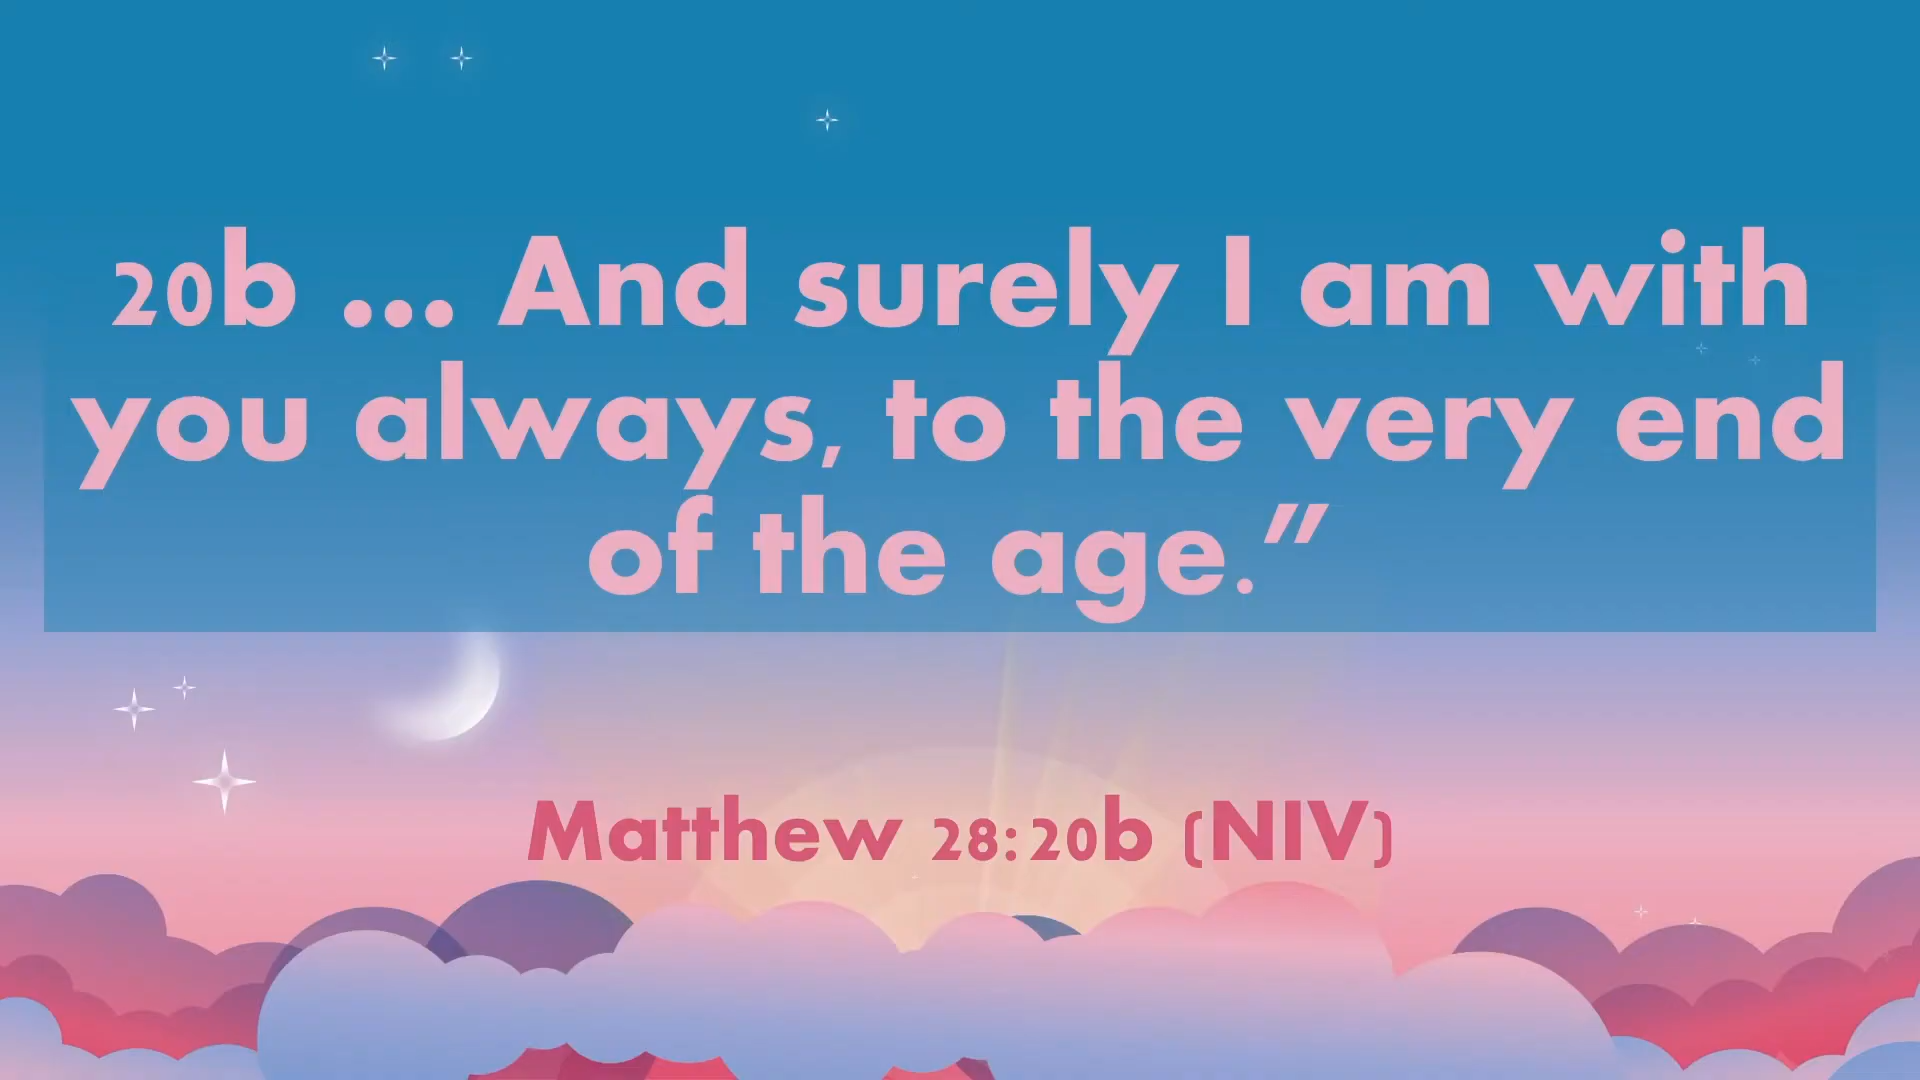 20b ... And surely I am with
you always, to the very end
of the age.”
Matthew 28:20b (NIV)